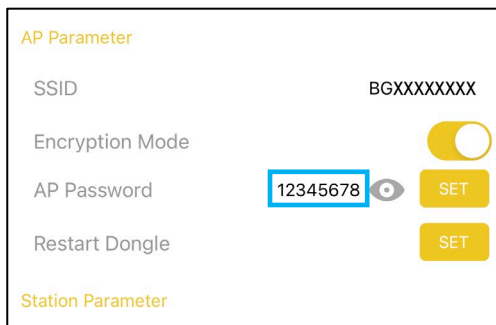 AP Parameter
SSID BGXXXXXXXX
Encryption Mode
AP Password 12345678 SET
Restart Dongle SET
Station Parameter